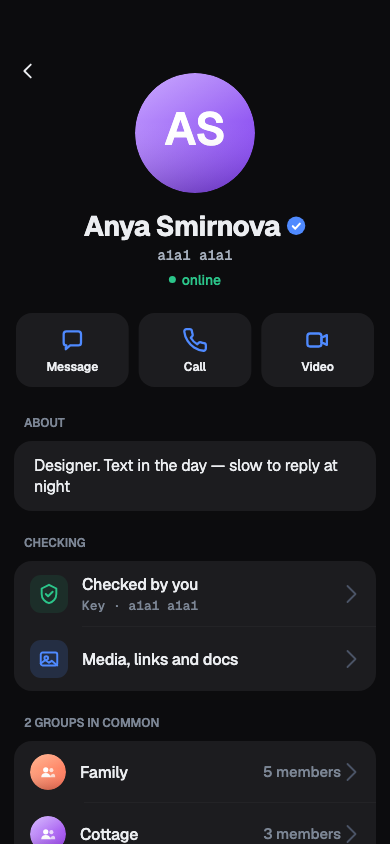 AS
Anya Smirnova
a1a1 a1a1
online
Message
Call
Video
ABOUT
Designer. Text in the day — slow to reply at
night
CHECKING
Checked by you
Key · a1a1 a1a1
Media, links and docs
2 GROUPS IN COMMON
Family
5 members
Cottage
3 members